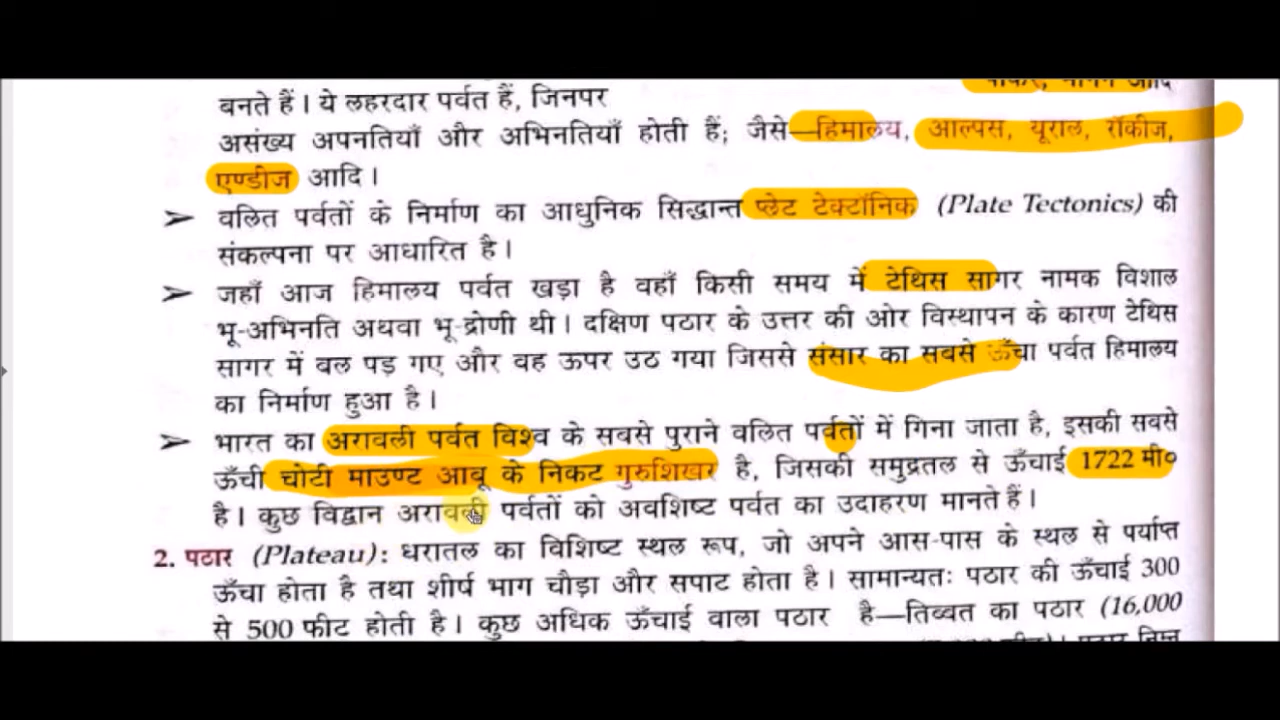 आदि
बनते हैं। ये लहरदार पर्वत हैं, जिनपर
असंख्य अपनतियाँ और अभिनतियाँ होती हैं; जैसे—हिमालय, आल्पस, यूराल, रॉकीज,
एण्डीज आदि।
➢ वलित पर्वतों के निर्माण का आधुनिक सिद्धान्त प्लेट टेक्टॉनिक (Plate Tectonics) की
संकल्पना पर आधारित है।
➢ जहाँ आज हिमालय पर्वत खड़ा है वहाँ किसी समय में टेथिस सागर नामक विशाल
भू-अभिनति अथवा भू-द्रोणी थी। दक्षिण पठार के उत्तर की ओर विस्थापन के कारण टेथिस
सागर में बल पड़ गए और वह ऊपर उठ गया जिससे संसार का सबसे ऊँचा पर्वत हिमालय
का निर्माण हुआ है।
➢ भारत का अरावली पर्वत विश्व के सबसे पुराने वलित पर्वतों में गिना जाता है, इसकी सबसे
ऊँची चोटी माउण्ट आबू के निकट गुरुशिखर है, जिसकी समुद्रतल से ऊँचाई 1722 मी०
है। कुछ विद्वान अरावली पर्वतों को अवशिष्ट पर्वत का उदाहरण मानते हैं।
2. पठार (Plateau): धरातल का विशिष्ट स्थल रूप, जो अपने आस-पास के स्थल से पर्याप्त
ऊँचा होता है तथा शीर्ष भाग चौड़ा और सपाट होता है। सामान्यतः पठार की ऊँचाई 300
से 500 फीट होती है। कुछ अधिक ऊँचाई वाला पठार है—तिब्बत का पठार (16,000